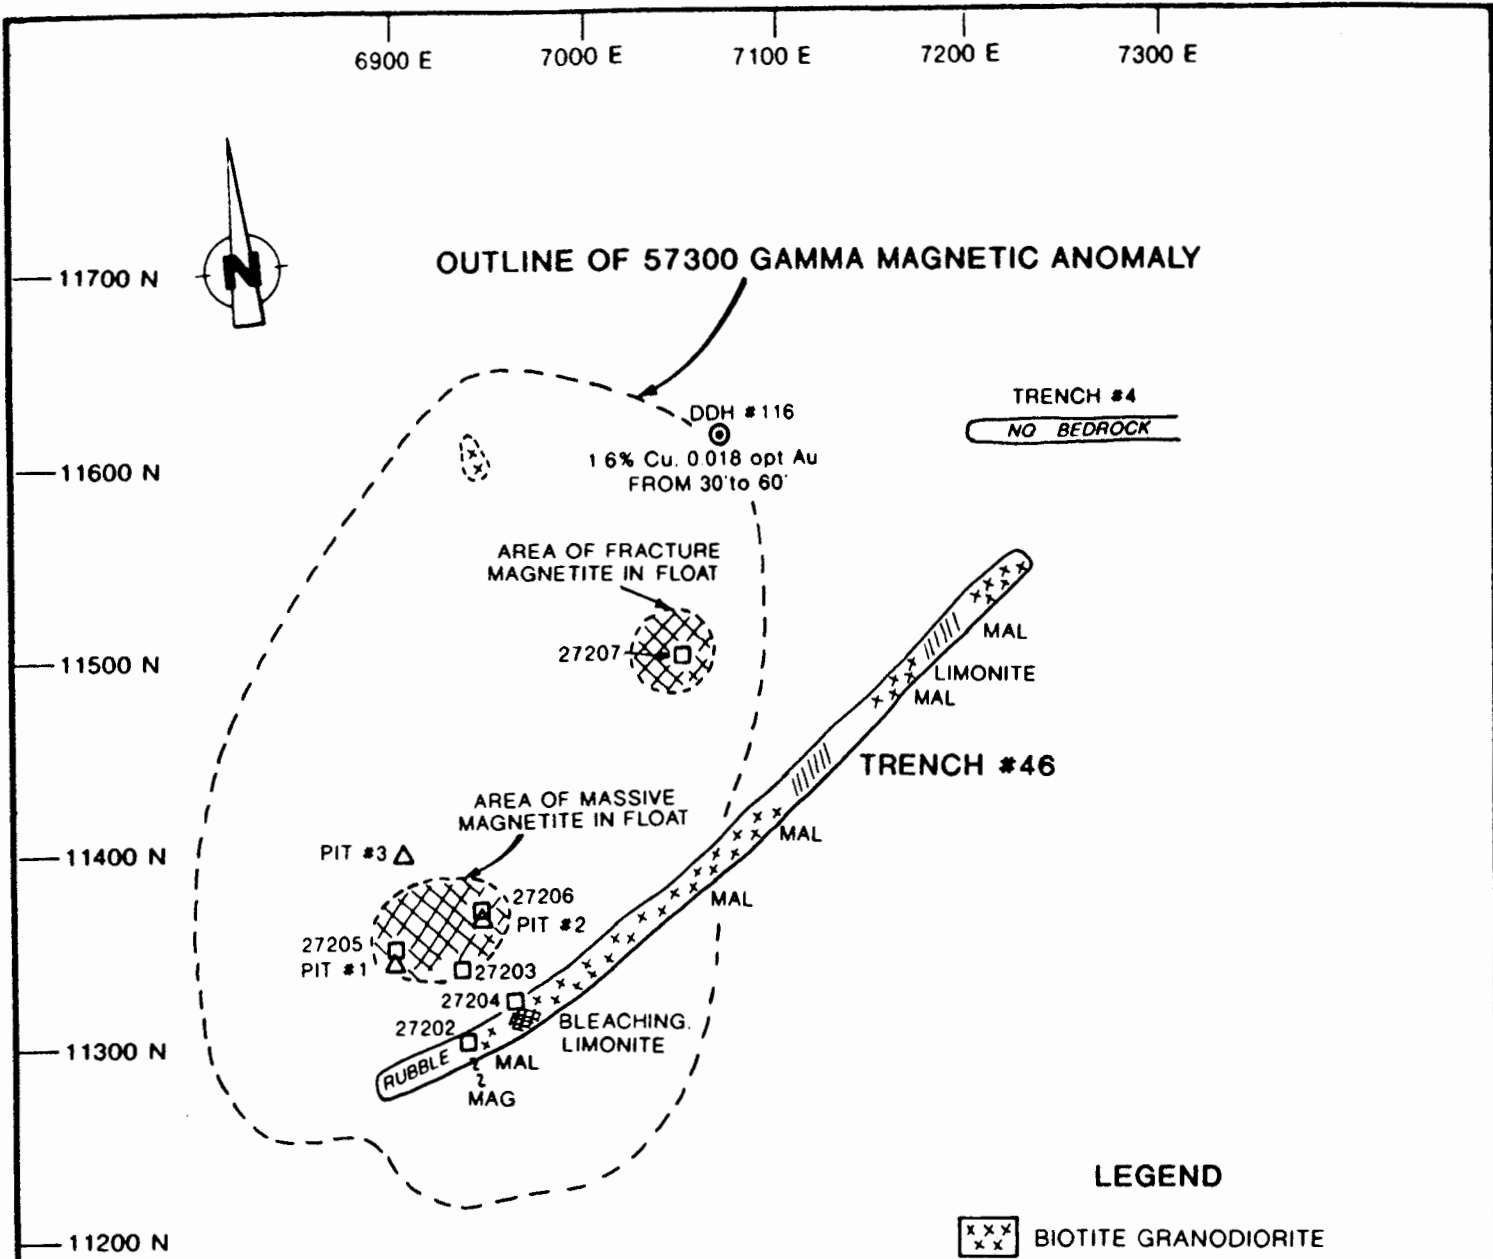 6900 E
7000 E
7100 E
7200 E
7300 E
N
OUTLINE OF 57300 GAMMA MAGNETIC ANOMALY
11700 N
TRENCH #4
NO BEDROCK
DDH #116
1 6% Cu. 0.018 opt Au
FROM 30' to 60'
11600 N
AREA OF FRACTURE
MAGNETITE IN FLOAT
27207
11500 N
MAL
LIMONITE
MAL
TRENCH #46
AREA OF MASSIVE
MAGNETITE IN FLOAT
MAL
PIT #3
11400 N
27206
PIT #2
MAL
27205
PIT #1
27203
27204
27202
BLEACHING.
LIMONITE
11300 N
RUBBLE
MAL
MAG
LEGEND
BIOTITE GRANODIORITE
11200 N